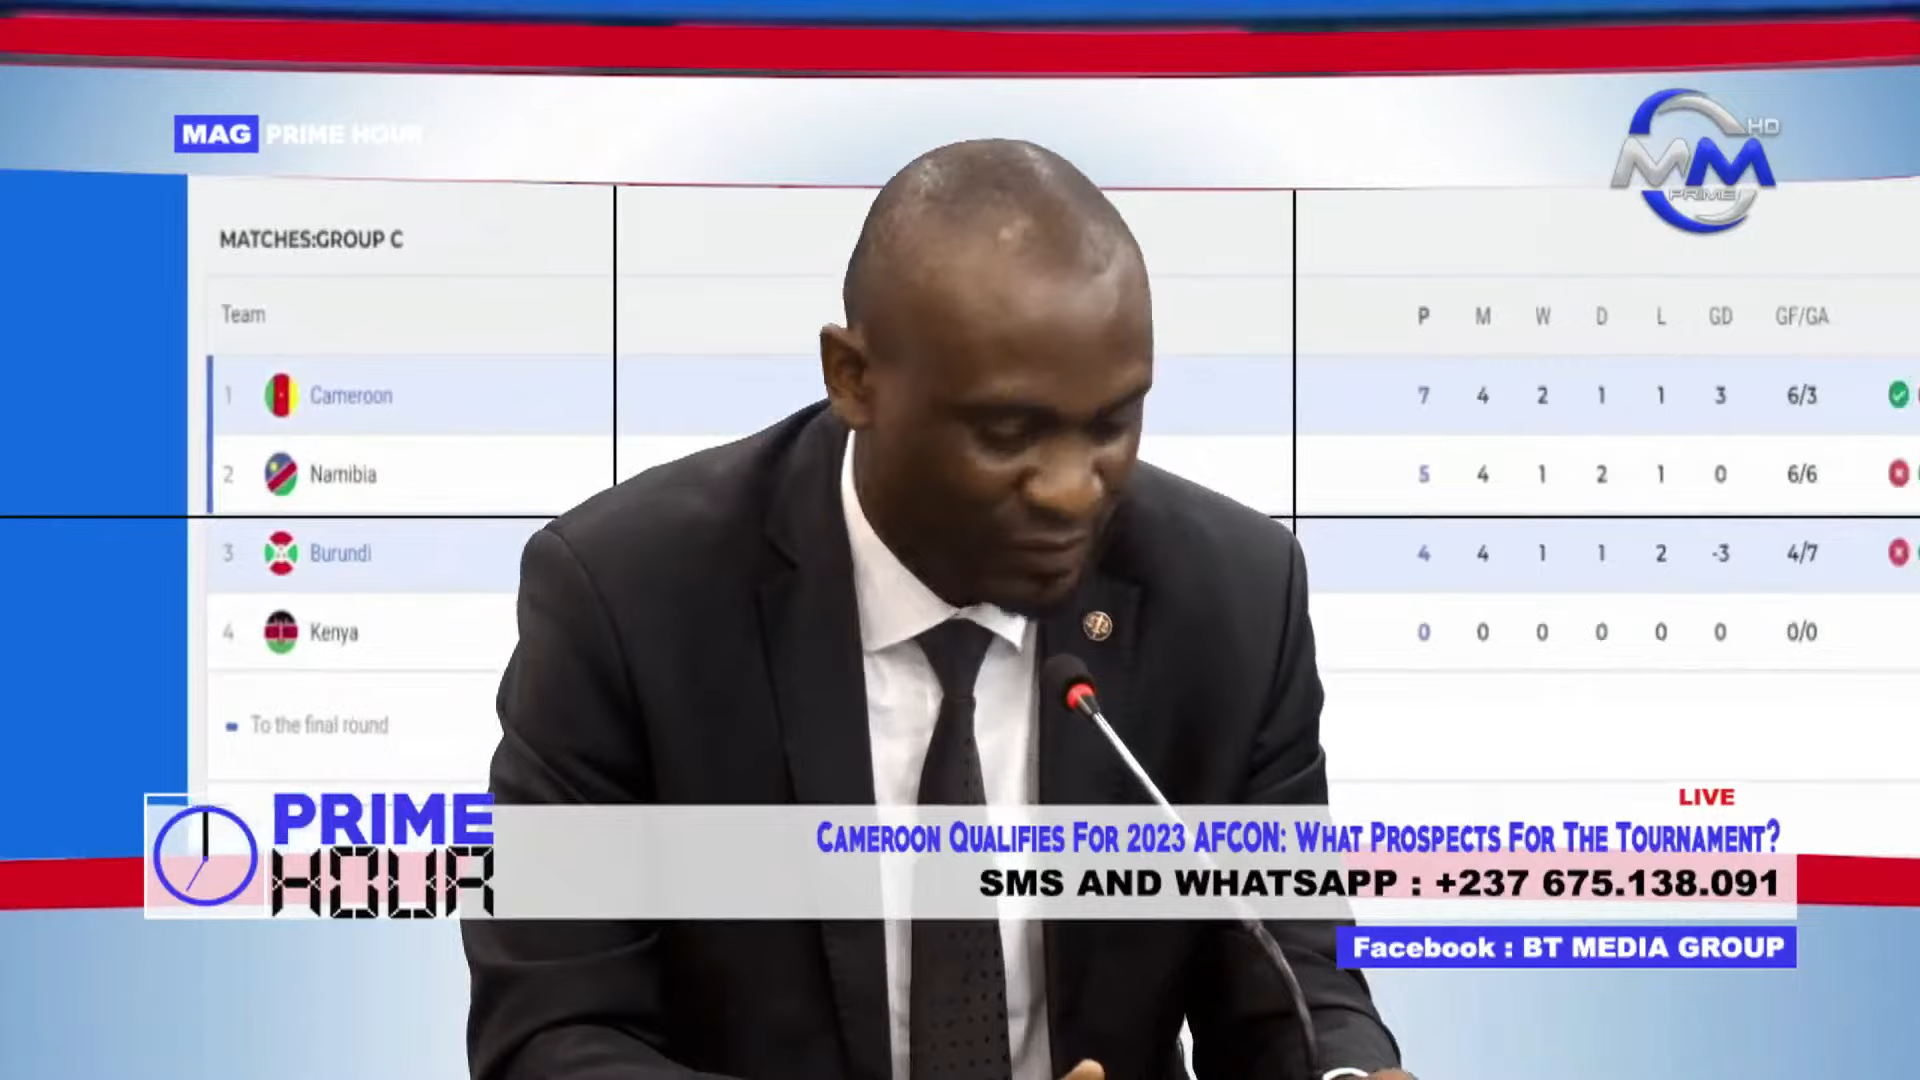 MAG PRIME HOUR
HD
MM
PRIME
MATCHES:GROUP C
Team P M W D L GD GF/GA
1 Cameroon 7 4 2 1 1 3 6/3
2 Namibia 5 4 1 2 1 0 6/6
3 Burundi 4 4 1 1 2 -3 4/7
4 Kenya 0 0 0 0 0 0 0/0
To the final round
LIVE
PRIME
HOUR
CAMEROON QUALIFIES FOR 2023 AFCON: WHAT PROSPECTS FOR THE TOURNAMENT?
SMS AND WHATSAPP : +237 675.138.091
Facebook : BT MEDIA GROUP